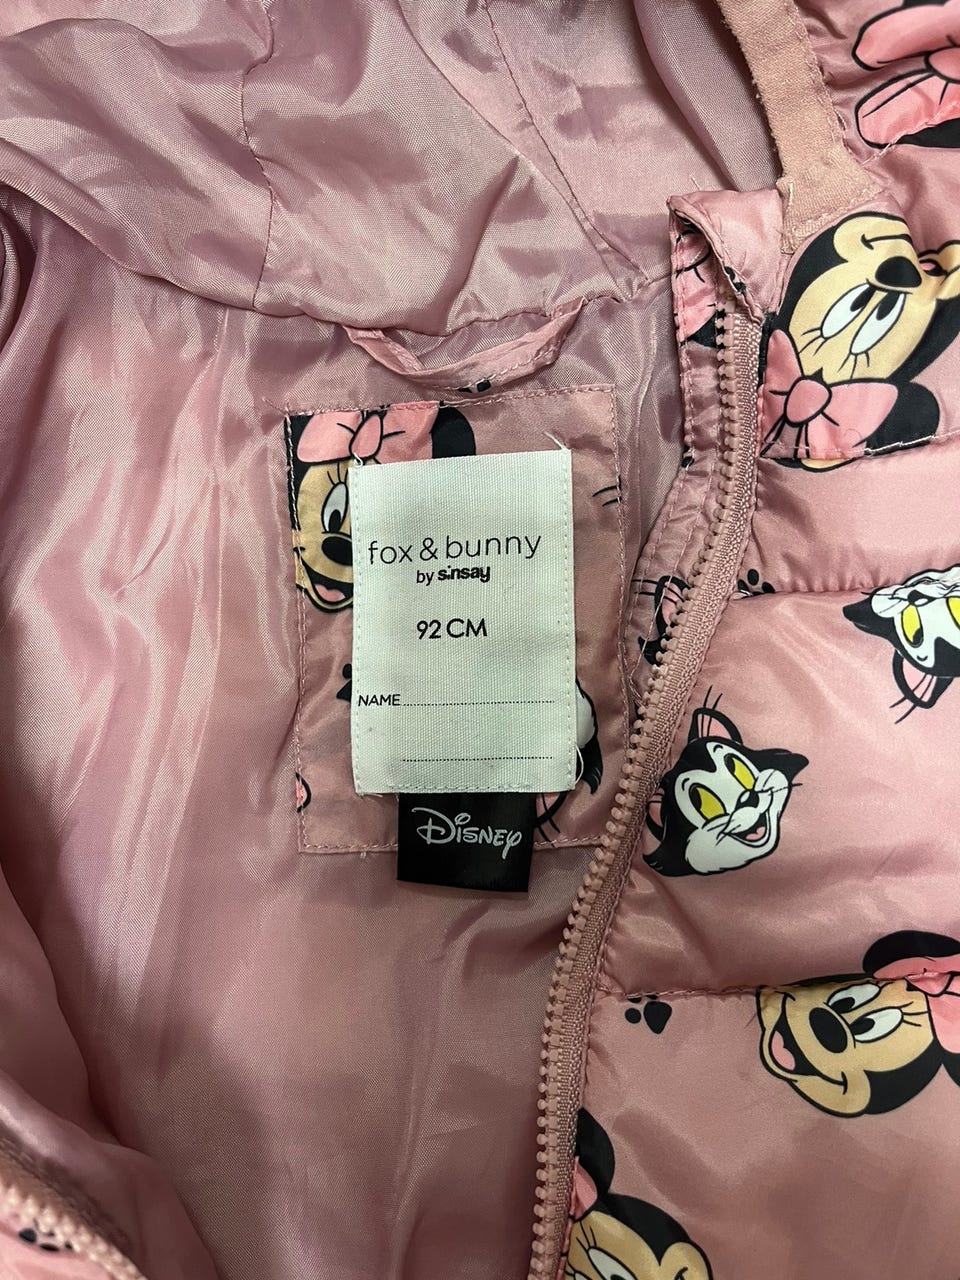 fox & bunny
by sinsay
92 CM
NAME
Disney